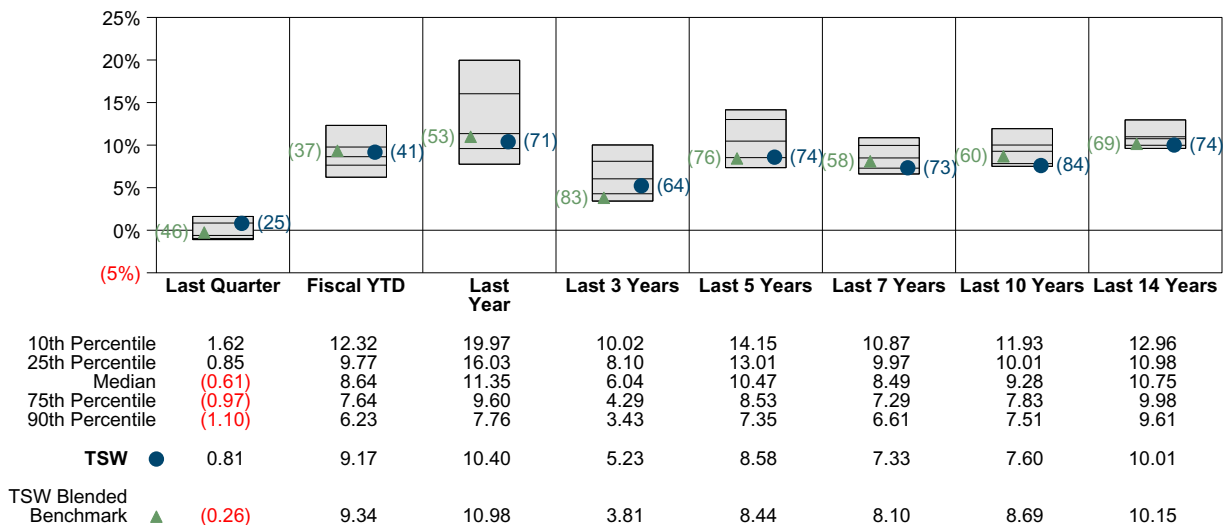 25%
20%
15%
10%
5%
0%
(5%)
(46) (25)
(37) (41)
(53) (71)
(83) (64)
(76) (74)
(58) (73)
(60) (84)
(69) (74)
Last Quarter Fiscal YTD Last Year Last 3 Years Last 5 Years Last 7 Years Last 10 Years Last 14 Years
10th Percentile 1.62 12.32 19.97 10.02 14.15 10.87 11.93 12.96
25th Percentile 0.85 9.77 16.03 8.10 13.01 9.97 10.01 10.98
Median (0.61) 8.64 11.35 6.04 10.47 8.49 9.28 10.75
75th Percentile (0.97) 7.64 9.60 4.29 8.53 7.29 7.83 9.98
90th Percentile (1.10) 6.23 7.76 3.43 7.35 6.61 7.51 9.61
TSW 0.81 9.17 10.40 5.23 8.58 7.33 7.60 10.01
TSW Blended
Benchmark (0.26) 9.34 10.98 3.81 8.44 8.10 8.69 10.15